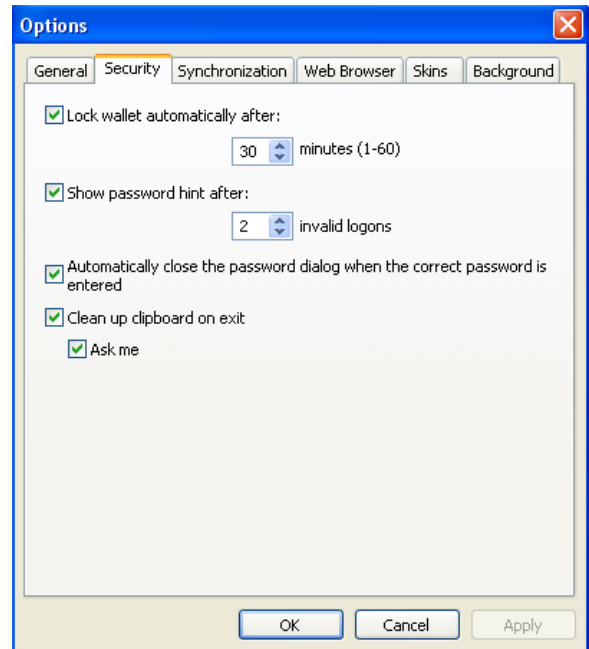 Options
General Security Synchronization Web Browser Skins Background
Lock wallet automatically after:
30 minutes (1-60)
Show password hint after:
2 invalid logons
Automatically close the password dialog when the correct password is
entered
Clean up clipboard on exit
Ask me
OK Cancel Apply